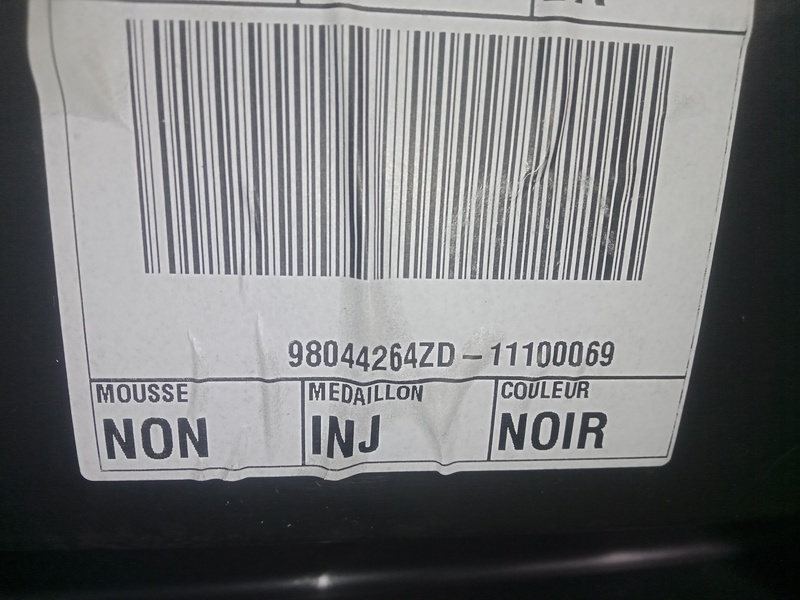 98044264ZD-11100069
MOUSSE MEDAILLON COULEUR
NON INJ NOIR